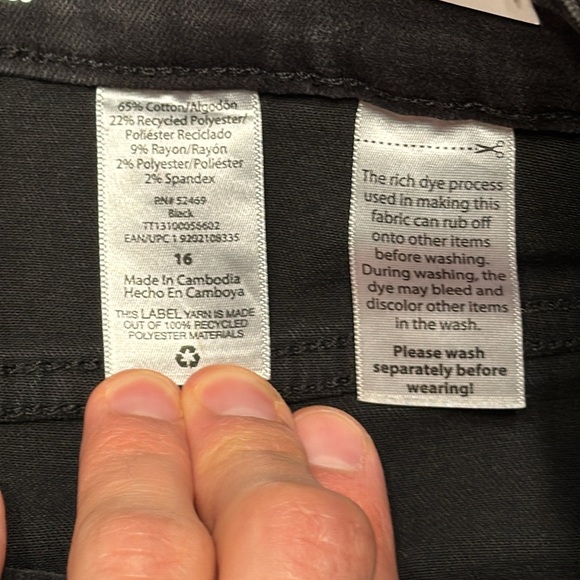 65% Cotton/Algodón
22% Recycled Polyester/
Poliéster Reciclado
9% Rayon/Rayón
2% Polyester/Poliéster
2% Spandex
RN# 52469
Black
TT13100056602
EAN/UPC 1 9292108335
16
Made In Cambodia
Hecho En Camboya
THIS LABEL YARN IS MADE
OUT OF 100% RECYCLED
POLYESTER MATERIALS
The rich dye process
used in making this
fabric can rub off
onto other items
before washing.
During washing, the
dye may bleed and
discolor other items
in the wash.
Please wash
separately before
wearing!